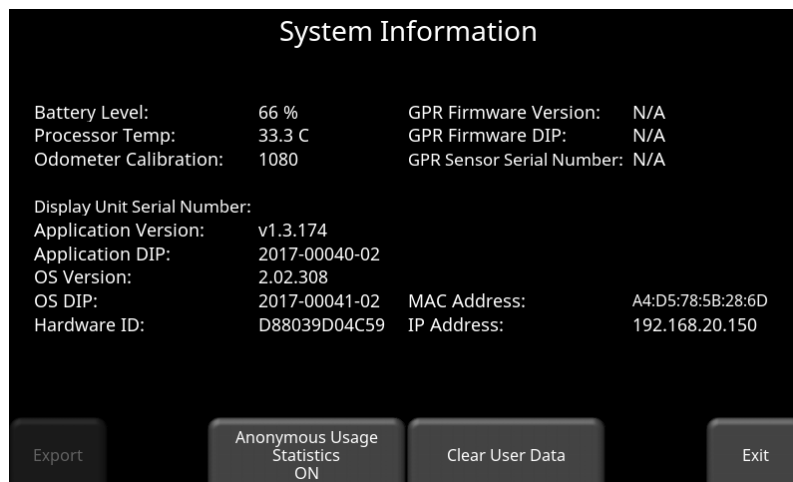 System Information
Battery Level: 66 % GPR Firmware Version: N/A
Processor Temp: 33.3 C GPR Firmware DIP: N/A
Odometer Calibration: 1080 GPR Sensor Serial Number: N/A
Display Unit Serial Number:
Application Version: v1.3.174
Application DIP: 2017-00040-02
OS Version: 2.02.308
OS DIP: 2017-00041-02 MAC Address: A4:D5:78:5B:28:6D
Hardware ID: D88039D04C59 IP Address: 192.168.20.150
Export
Anonymous Usage
Statistics
ON
Clear User Data
Exit